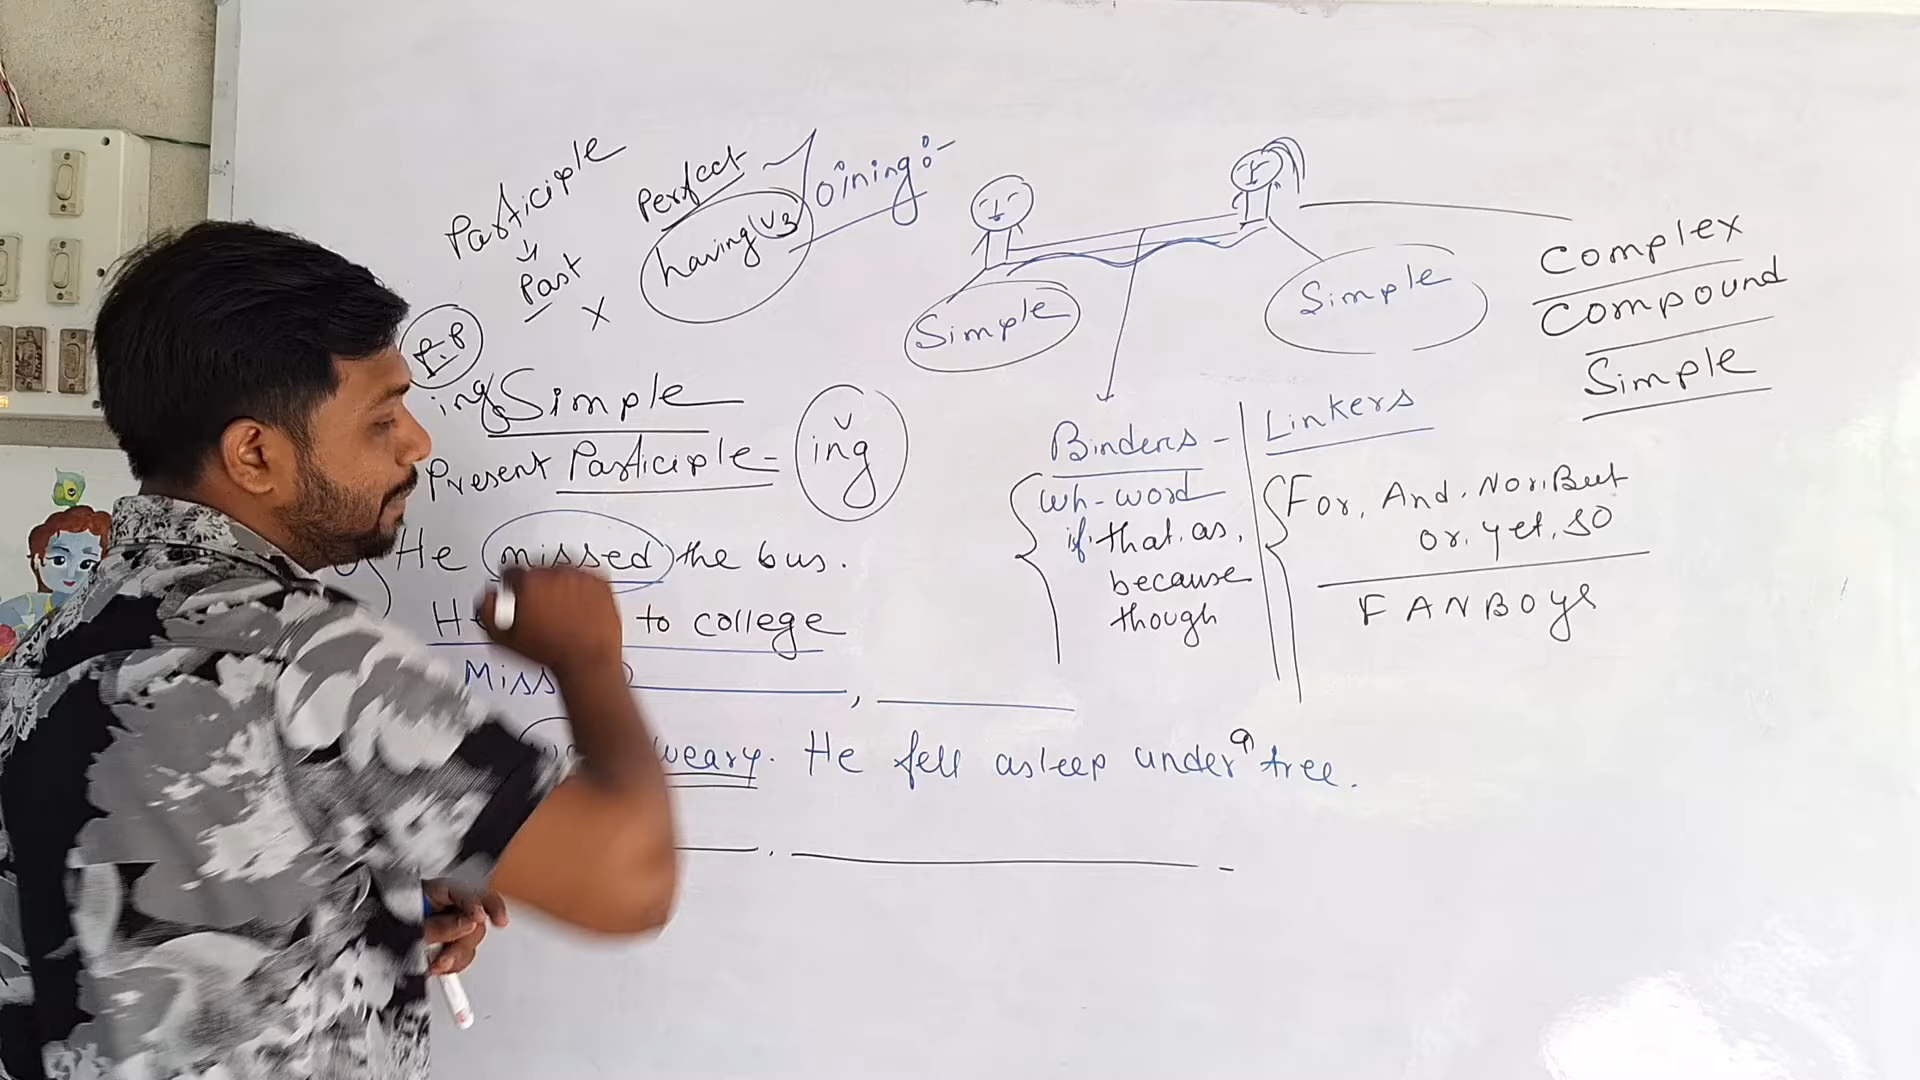 Participle
Past
X
Perfect
having V3
Joining:-
Simple
Simple
Complex
Compound
Simple
P.P
ing
Simple
Present Participle - ing
He missed the bus.
to college
Miss
,
weary. He fell asleep under a tree.
Binders -
wh-word
if. that. as,
because
though
Linkers
For, And. Nor. But
or. yet. so
FANBOYS